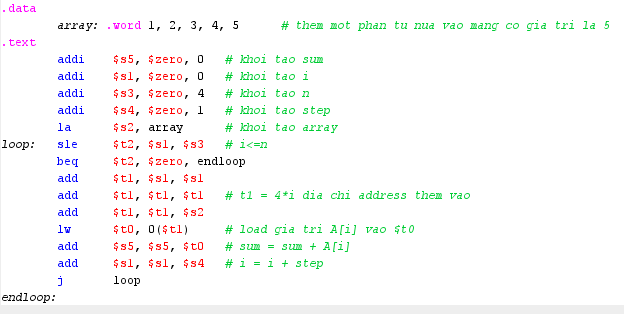 .data
array: .word 1, 2, 3, 4, 5 # them mot phan tu nua vao mang co gia tri la 5
.text
addi $s5, $zero, 0 # khoi tao sum
addi $s1, $zero, 0 # khoi tao i
addi $s3, $zero, 4 # khoi tao n
addi $s4, $zero, 1 # khoi tao step
la $s2, array # khoi tao array
loop: sle $t2, $s1, $s3 # i<=n
beq $t2, $zero, endloop
add $t1, $s1, $s1
add $t1, $t1, $t1 # t1 = 4*i dia chi address them vao
add $t1, $t1, $s2
lw $t0, 0($t1) # load gia tri A[i] vao $t0
add $s5, $s5, $t0 # sum = sum + A[i]
add $s1, $s1, $s4 # i = i + step
j loop
endloop: